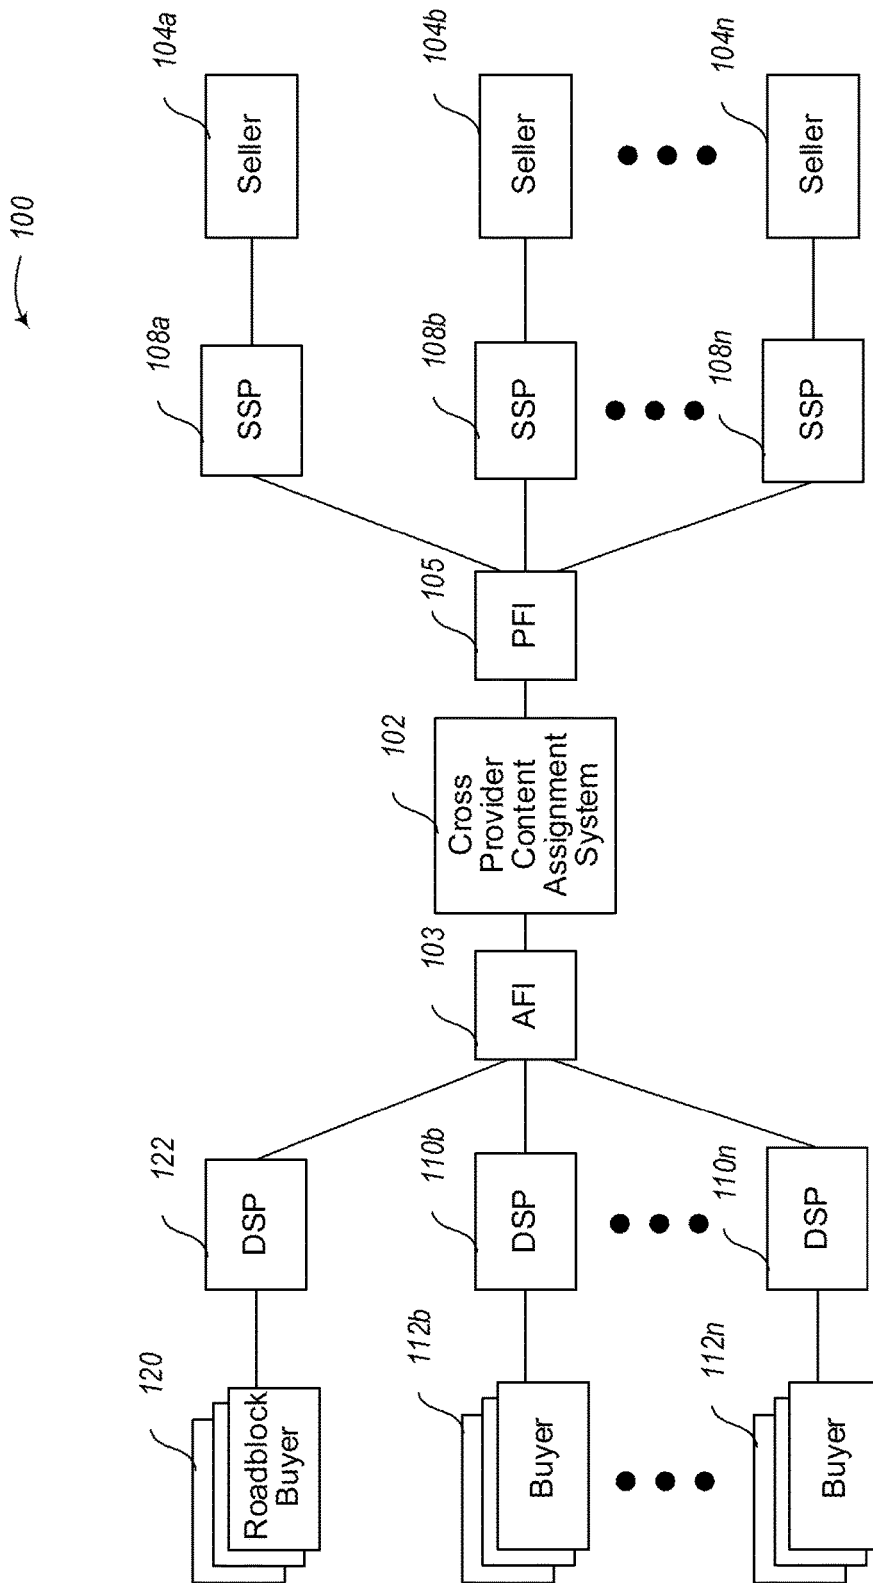 100
120
Roadblock
Buyer
122
DSP
103
AFI
102
Cross
Provider
Content
Assignment
System
105
PFI
108a
SSP
104a
Seller
112b
Buyer
110b
DSP
108b
SSP
104b
Seller
112n
Buyer
110n
DSP
108n
SSP
104n
Seller